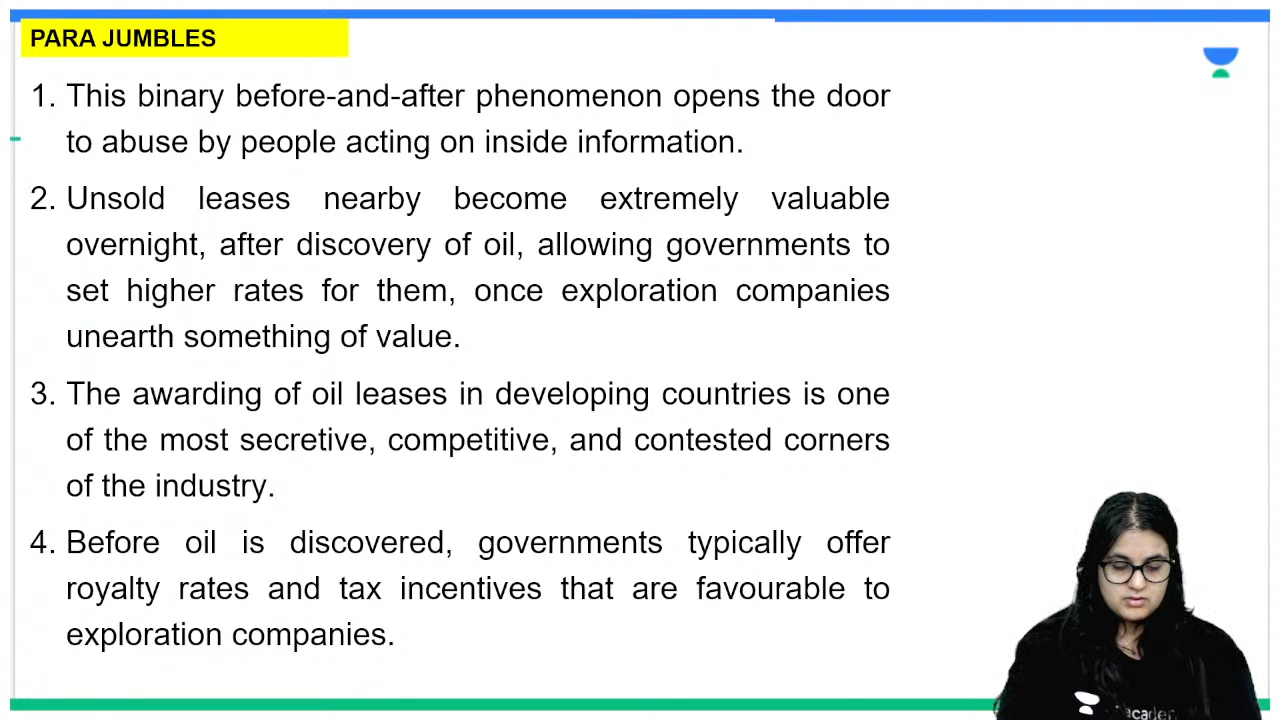 PARA JUMBLES
1. This binary before-and-after phenomenon opens the door
to abuse by people acting on inside information.
2. Unsold leases nearby become extremely valuable
overnight, after discovery of oil, allowing governments to
set higher rates for them, once exploration companies
unearth something of value.
3. The awarding of oil leases in developing countries is one
of the most secretive, competitive, and contested corners
of the industry.
4. Before oil is discovered, governments typically offer
royalty rates and tax incentives that are favourable to
exploration companies.